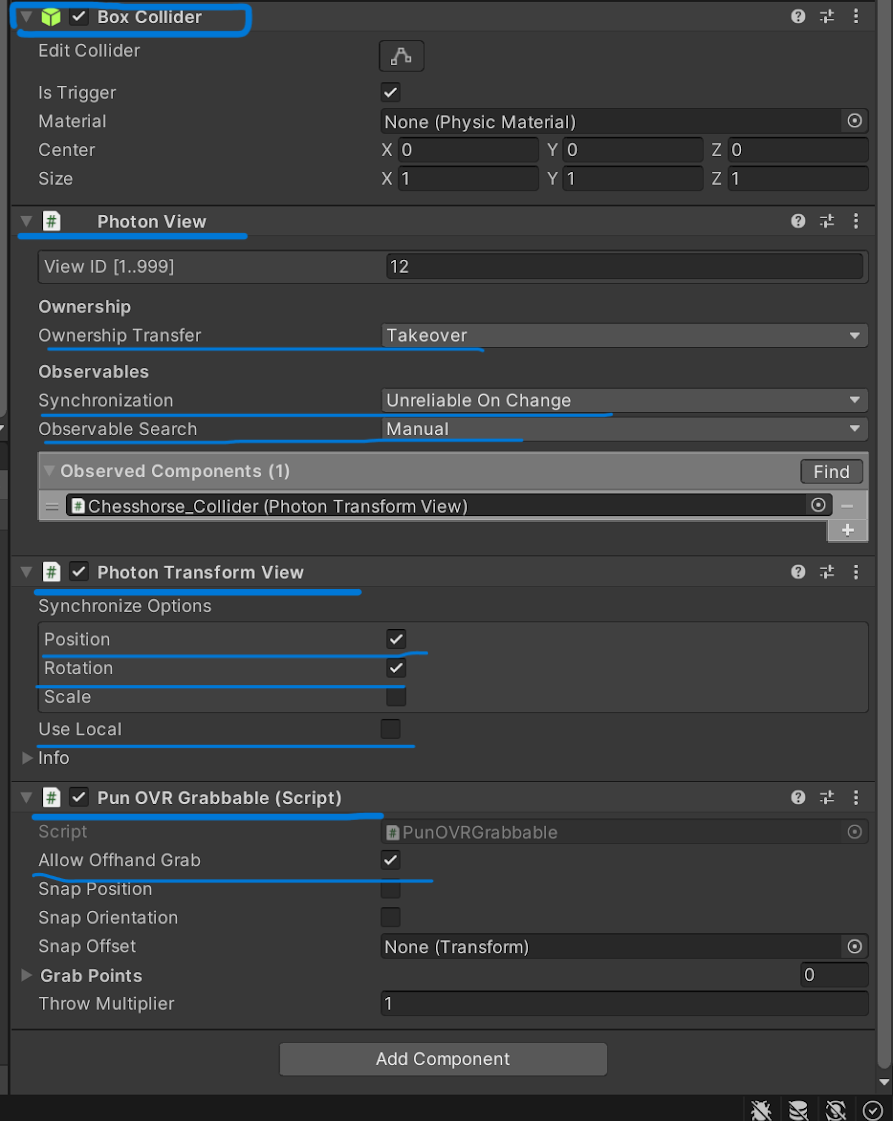 Box Collider
Edit Collider
Is Trigger
Material None (Physic Material)
Center X 0 Y 0 Z 0
Size X 1 Y 1 Z 1
# Photon View
View ID [1..999] 12
Ownership
Ownership Transfer Takeover
Observables
Synchronization Unreliable On Change
Observable Search Manual
Observed Components (1) Find
# Chesshorse_Collider (Photon Transform View)
# Photon Transform View
Synchronize Options
Position
Rotation
Scale
Use Local
Info
# Pun OVR Grabbable (Script)
Script # PunOVRGrabbable
Allow Offhand Grab
Snap Position
Snap Orientation
Snap Offset None (Transform)
Grab Points 0
Throw Multiplier 1
Add Component